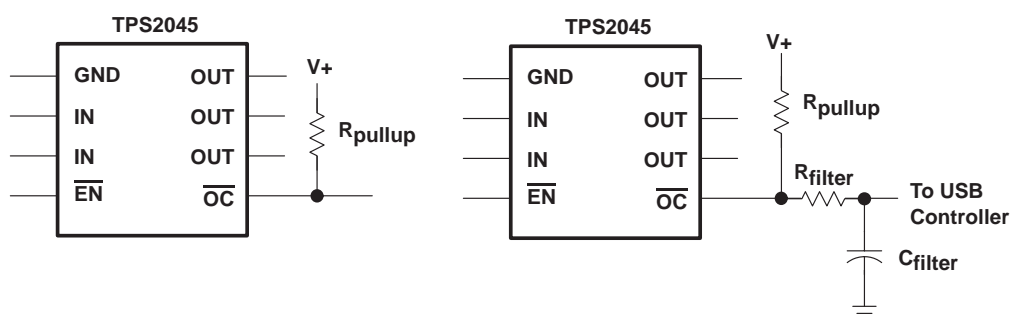 TPS2045
GND OUT
V+
IN OUT
Rpullup
IN OUT
EN OC
TPS2045
GND OUT
V+
IN OUT
Rpullup
IN OUT
Rfilter
EN OC
To USB
Controller
Cfilter